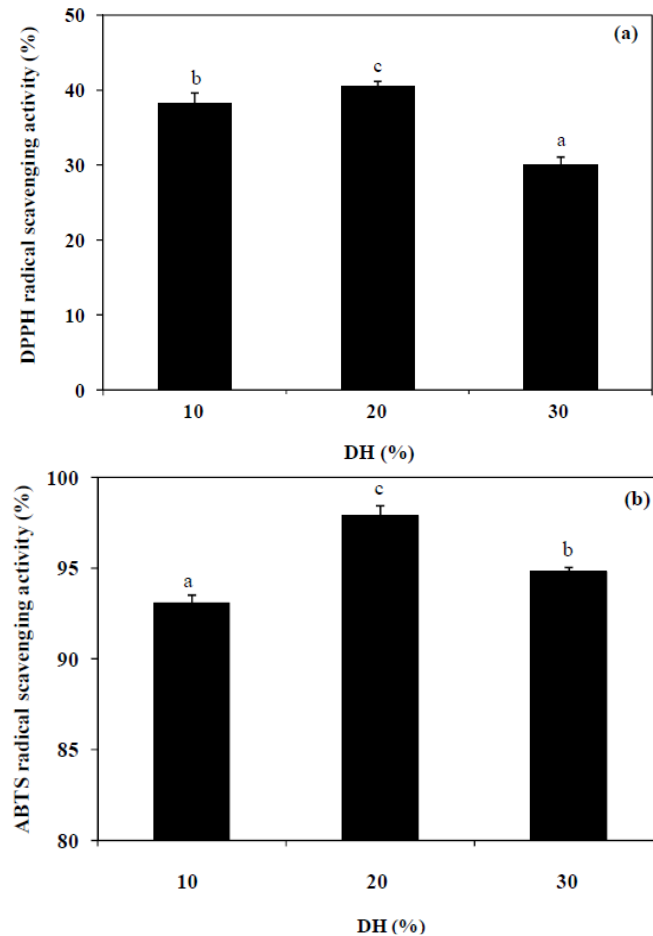 50
(a)
c
b
40
a
30
20
10
0
DPPH radical scavenging activity (%)
10 20 30
DH (%)
100
(b)
c
95
b
a
90
85
80
ABTS radical scavenging activity (%)
10 20 30
DH (%)